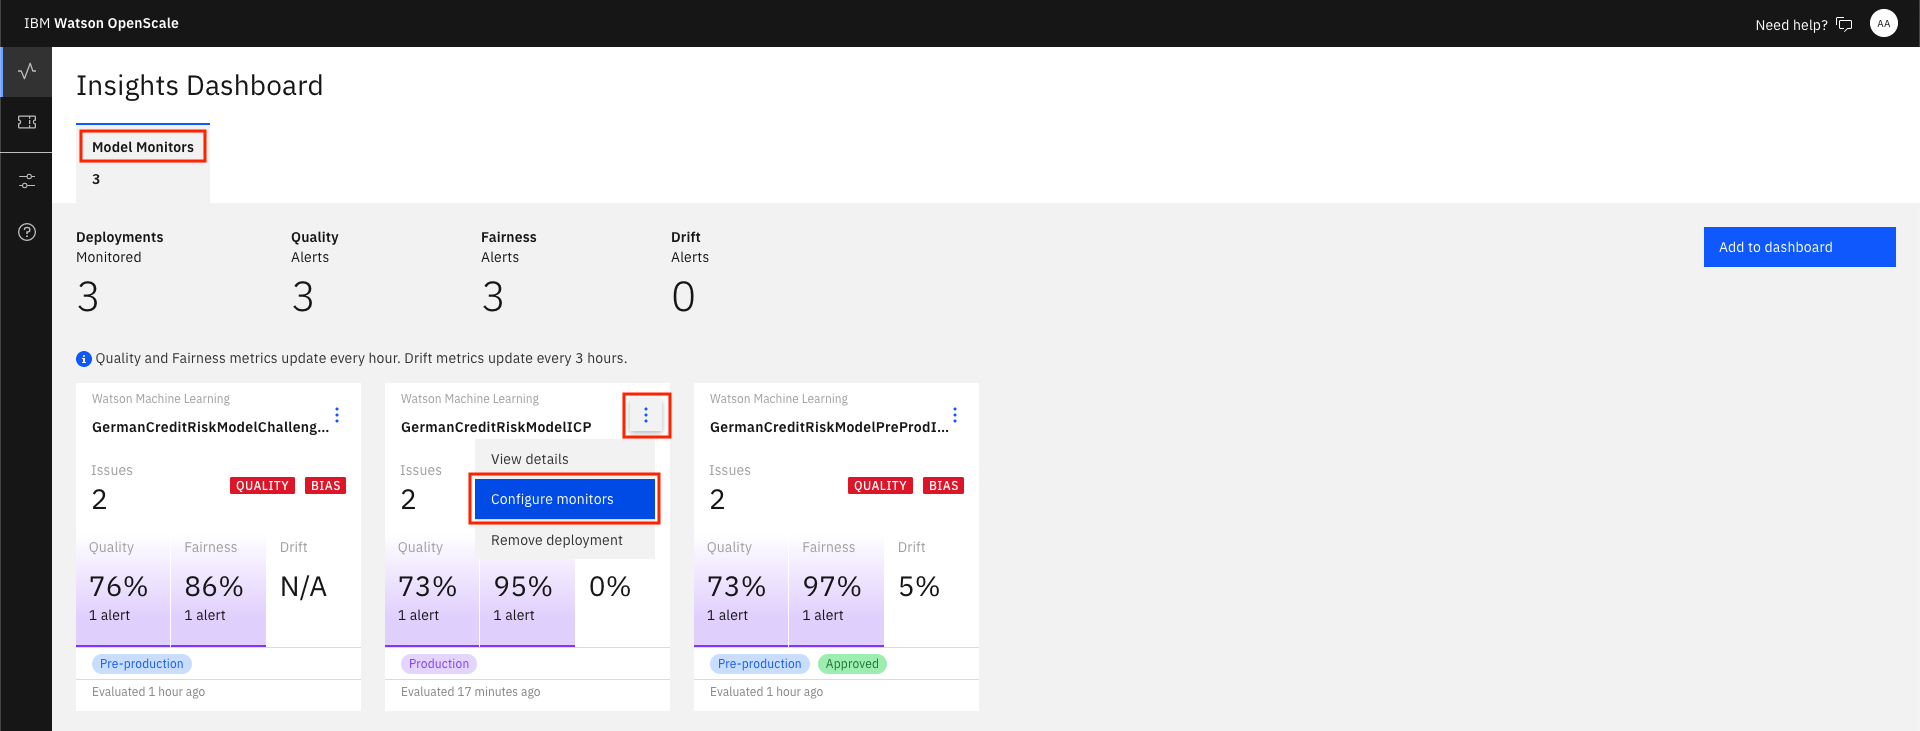 IBM Watson OpenScale
Need help?
AA
Insights Dashboard
Model Monitors
3
Deployments
Monitored
3
Quality
Alerts
3
Fairness
Alerts
3
Drift
Alerts
0
Add to dashboard
Quality and Fairness metrics update every hour. Drift metrics update every 3 hours.
Watson Machine Learning
GermanCreditRiskModelChalleng...
Issues
2
QUALITY BIAS
Quality Fairness Drift
76% 86% N/A
1 alert 1 alert
Pre-production
Evaluated 1 hour ago
Watson Machine Learning
GermanCreditRiskModelICP
View details
Configure monitors
Remove deployment
Issues
2
Quality
73% 95% 0%
1 alert 1 alert
Production
Evaluated 17 minutes ago
Watson Machine Learning
GermanCreditRiskModelPreProdI...
Issues
2
QUALITY BIAS
Quality Fairness Drift
73% 97% 5%
1 alert 1 alert
Pre-production Approved
Evaluated 1 hour ago